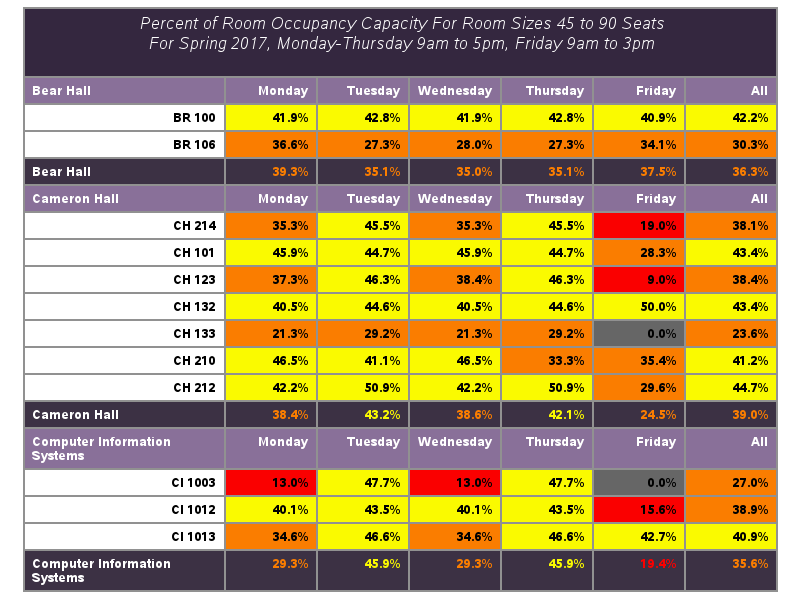 Percent of Room Occupancy Capacity For Room Sizes 45 to 90 Seats
For Spring 2017, Monday-Thursday 9am to 5pm, Friday 9am to 3pm
Bear Hall Monday Tuesday Wednesday Thursday Friday All
BR 100 41.9% 42.8% 41.9% 42.8% 40.9% 42.2%
BR 106 36.6% 27.3% 28.0% 27.3% 34.1% 30.3%
Bear Hall 39.3% 35.1% 35.0% 35.1% 37.5% 36.3%
Cameron Hall Monday Tuesday Wednesday Thursday Friday All
CH 214 35.3% 45.5% 35.3% 45.5% 19.0% 38.1%
CH 101 45.9% 44.7% 45.9% 44.7% 28.3% 43.4%
CH 123 37.3% 46.3% 38.4% 46.3% 9.0% 38.4%
CH 132 40.5% 44.6% 40.5% 44.6% 50.0% 43.4%
CH 133 21.3% 29.2% 21.3% 29.2% 0.0% 23.6%
CH 210 46.5% 41.1% 46.5% 33.3% 35.4% 41.2%
CH 212 42.2% 50.9% 42.2% 50.9% 29.6% 44.7%
Cameron Hall 38.4% 43.2% 38.6% 42.1% 24.5% 39.0%
Computer Information Monday Tuesday Wednesday Thursday Friday All
Systems
CI 1003 13.0% 47.7% 13.0% 47.7% 0.0% 27.0%
CI 1012 40.1% 43.5% 40.1% 43.5% 15.6% 38.9%
CI 1013 34.6% 46.6% 34.6% 46.6% 42.7% 40.9%
Computer Information 29.3% 45.9% 29.3% 45.9% 19.4% 35.6%
Systems